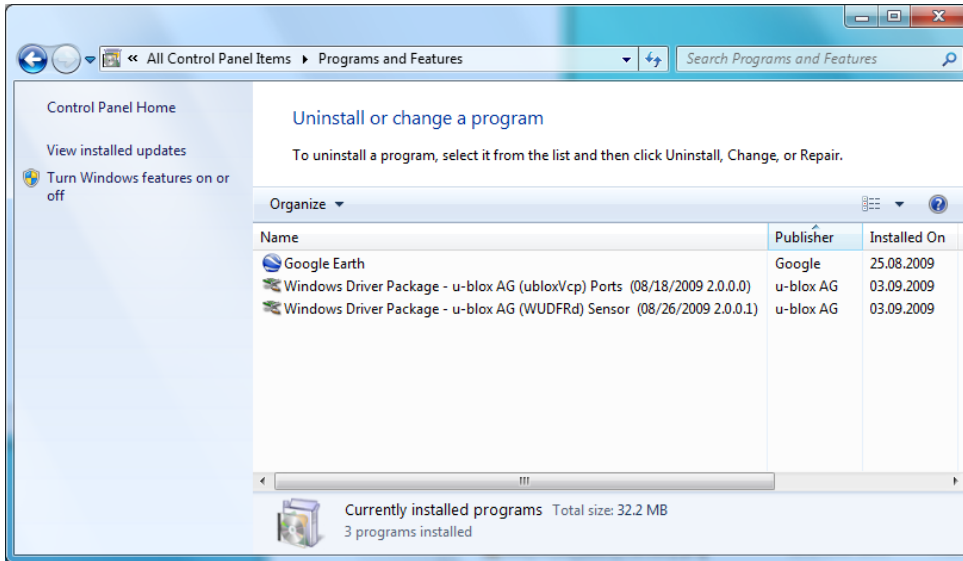 « All Control Panel Items ▸ Programs and Features
Search Programs and Features
Control Panel Home
View installed updates
Turn Windows features on or
off
Uninstall or change a program
To uninstall a program, select it from the list and then click Uninstall, Change, or Repair.
Organize
Name Publisher Installed On
Google Earth Google 25.08.2009
Windows Driver Package - u-blox AG (ubloxVcp) Ports (08/18/2009 2.0.0.0) u-blox AG 03.09.2009
Windows Driver Package - u-blox AG (WUDFRd) Sensor (08/26/2009 2.0.0.1) u-blox AG 03.09.2009
Currently installed programs Total size: 32.2 MB
3 programs installed